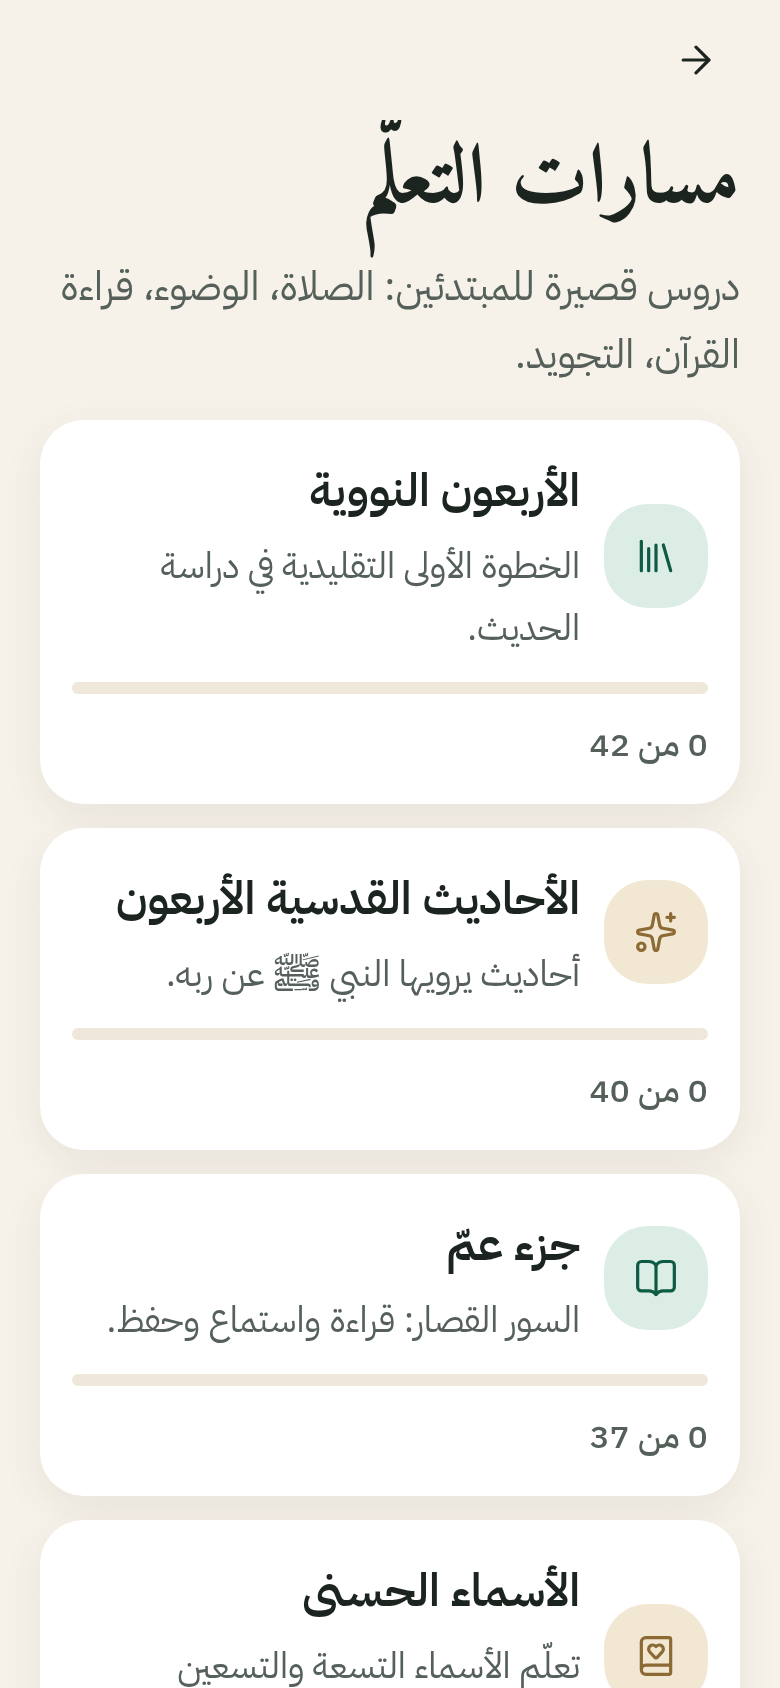 مسارات التعلّم
دروس قصيرة للمبتدئين: الصلاة، الوضوء، قراءة
القرآن، التجويد.
الأربعون النووية
الخطوة الأولى التقليدية في دراسة
الحديث.
0 من 42
الأحاديث القدسية الأربعون
أحاديث يرويها النبي ﷺ عن ربه.
0 من 40
جزء عمّ
السور القصار: قراءة واستماع وحفظ.
0 من 37
الأسماء الحسنى
تعلّم الأسماء التسعة والتسعين